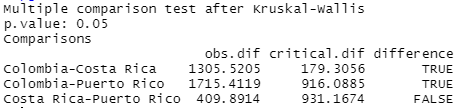 Multiple comparison test after Kruskal-Wallis
p.value: 0.05
Comparisons
obs.dif critical.dif difference
Colombia-Costa Rica 1305.5205 179.3056 TRUE
Colombia-Puerto Rico 1715.4119 916.0885 TRUE
Costa Rica-Puerto Rico 409.8914 931.1674 FALSE